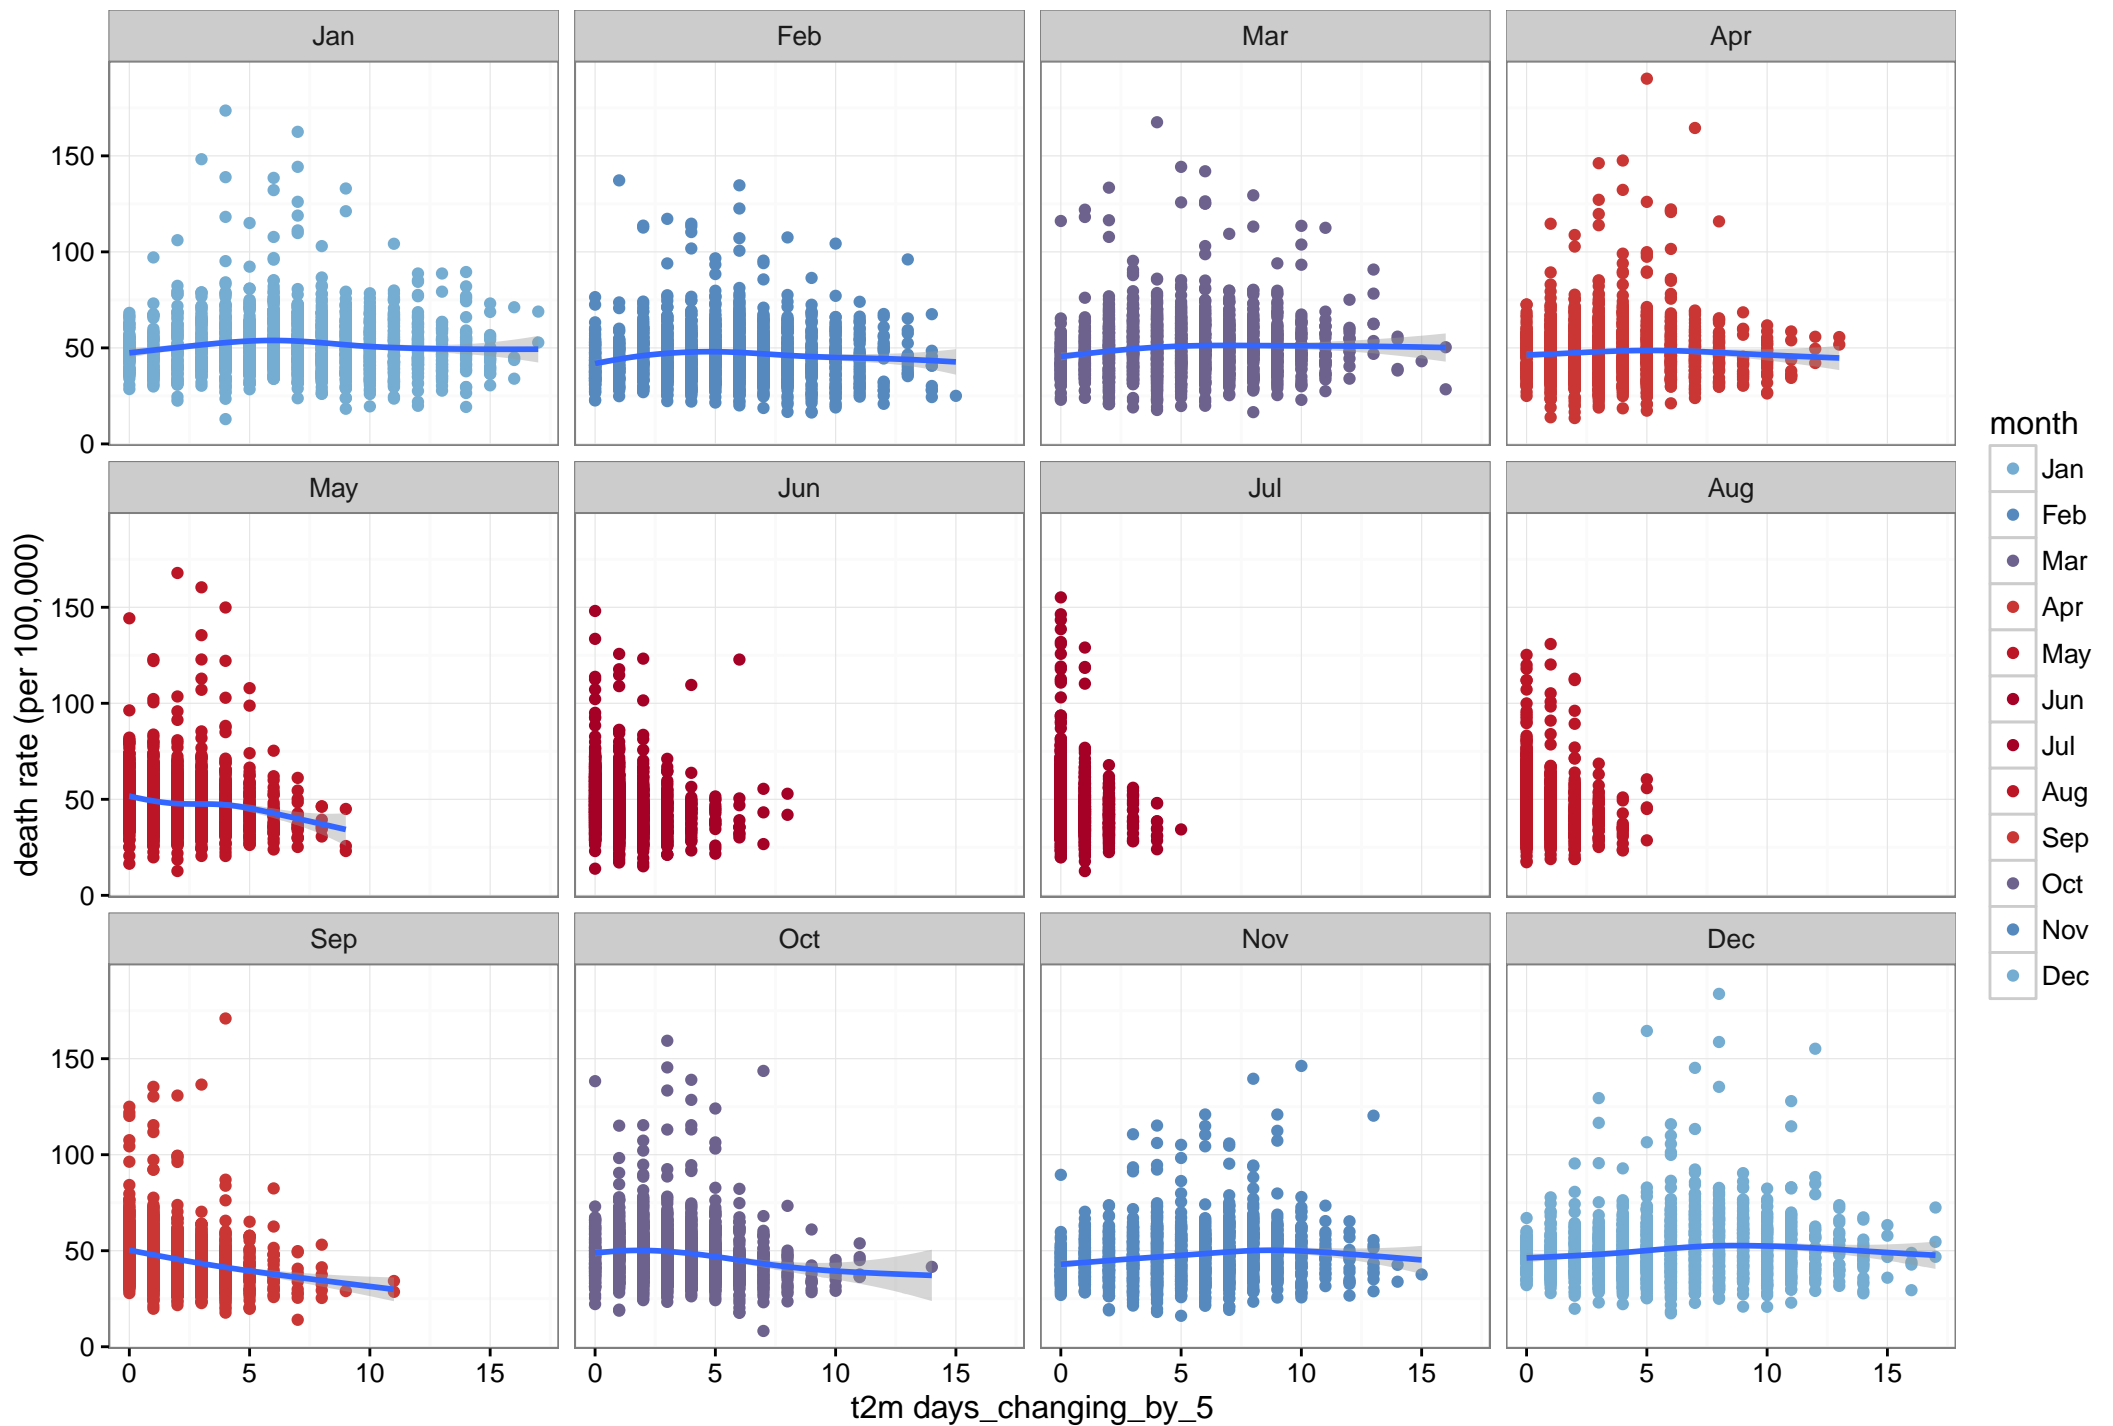 Jan Feb Mar Apr
150
100
50
0
May Jun Jul Aug
150
100
50
0
Sep Oct Nov Dec
150
100
50
0
0 5 10 15 0 5 10 15 0 5 10 15 0 5 10 15
t2m days_changing_by_5
death rate (per 100,000)
month
Jan
Feb
Mar
Apr
May
Jun
Jul
Aug
Sep
Oct
Nov
Dec